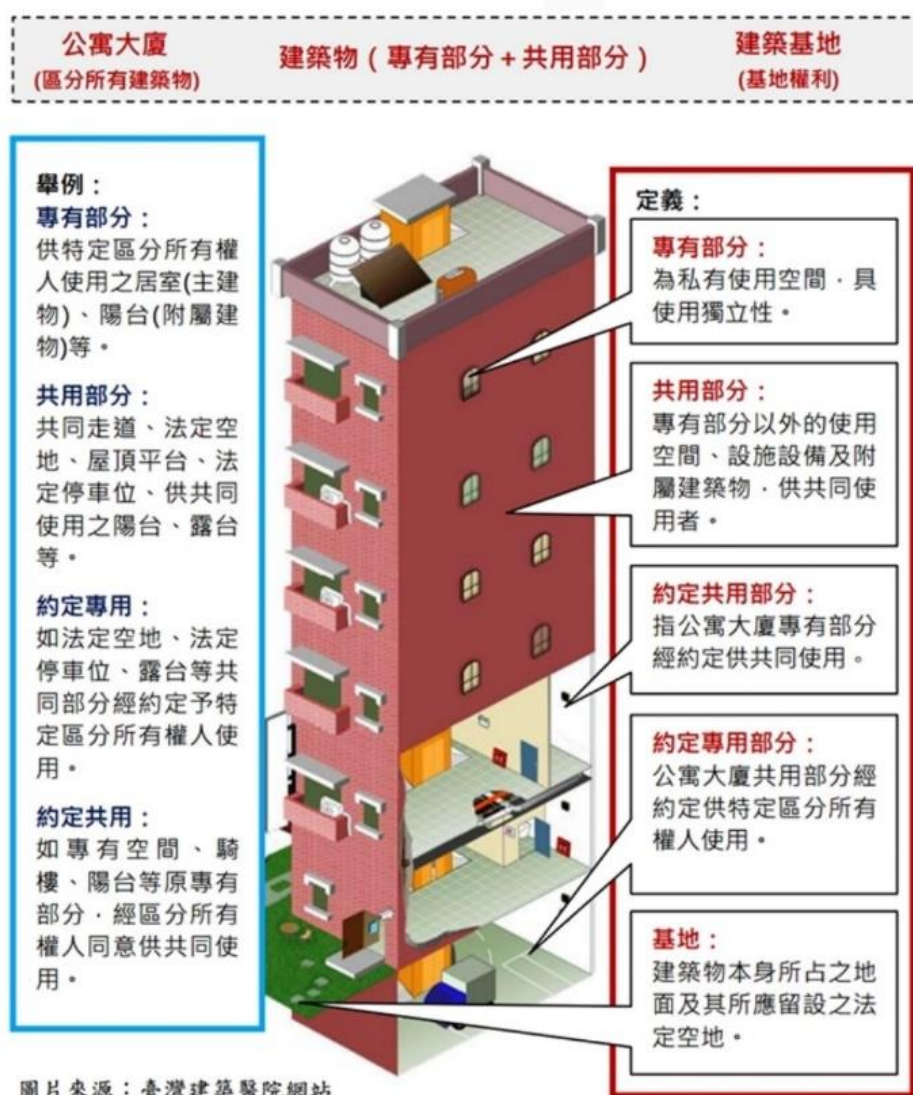 公寓大廈
(區分所有建築物)
建築物（專有部分+共用部分）
建築基地
(基地權利)
舉例：
專有部分：
供特定區分所有權
人使用之居室(主建
物)、陽台(附屬建
物)等。
共用部分：
共同走道、法定空
地、屋頂平台、法
定停車位、供共同
使用之陽台、露台
等。
約定專用：
如法定空地、法定
停車位、露台等共
同部分經約定予特
定區分所有權人使
用。
約定共用：
如專有空間、騎
樓、陽台等原專有
部分，經區分所有
權人同意供共同使
用。
定義：
專有部分：
為私有使用空間，具
使用獨立性。
共用部分：
專有部分以外的使用
空間、設施設備及附
屬建築物，供共同使
用者。
約定共用部分：
指公寓大廈專有部分
經約定供共同使用。
約定專用部分：
公寓大廈共用部分經
約定供特定區分所有
權人使用。
基地：
建築物本身所占之地
面及其所應留設之法
定空地。
圖片來源：臺灣建築醫院網站